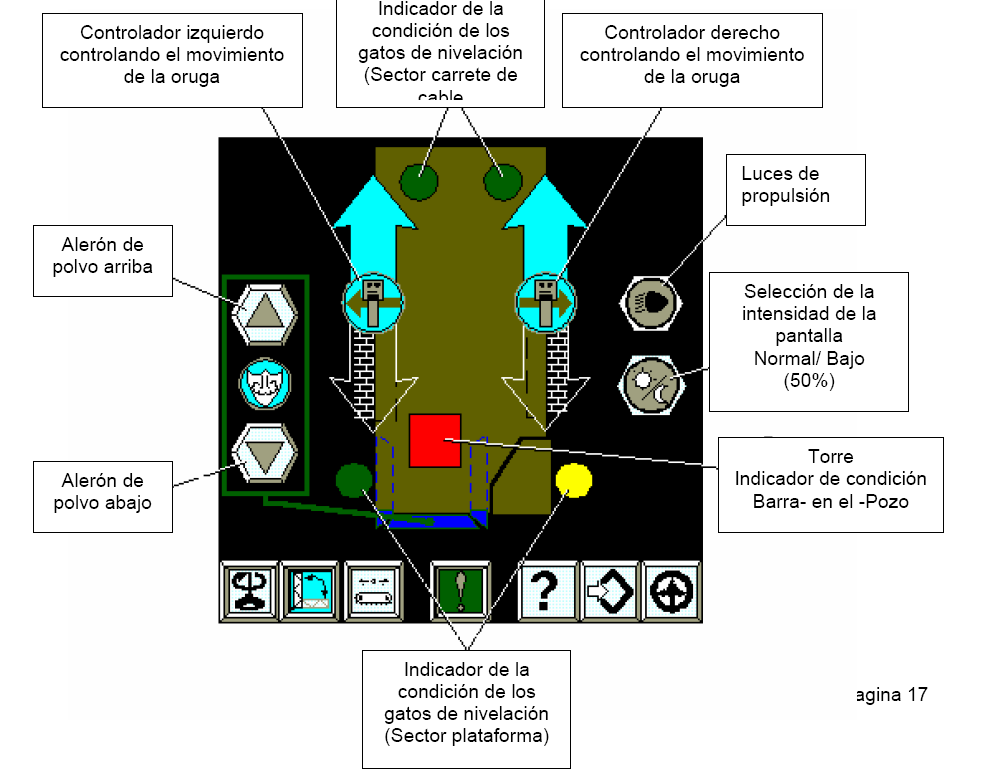 Controlador izquierdo
controlando el movimiento
de la oruga
Indicador de la
condición de los
gatos de nivelación
(Sector carrete de
cable
Controlador derecho
controlando el movimiento
de la oruga
Luces de
propulsión
Alerón de
polvo arriba
Selección de la
intensidad de la
pantalla
Normal/ Bajo
(50%)
Alerón de
polvo abajo
Torre
Indicador de condición
Barra- en el -Pozo
?
Indicador de la
condición de los
gatos de nivelación
(Sector plataforma)
agina 17